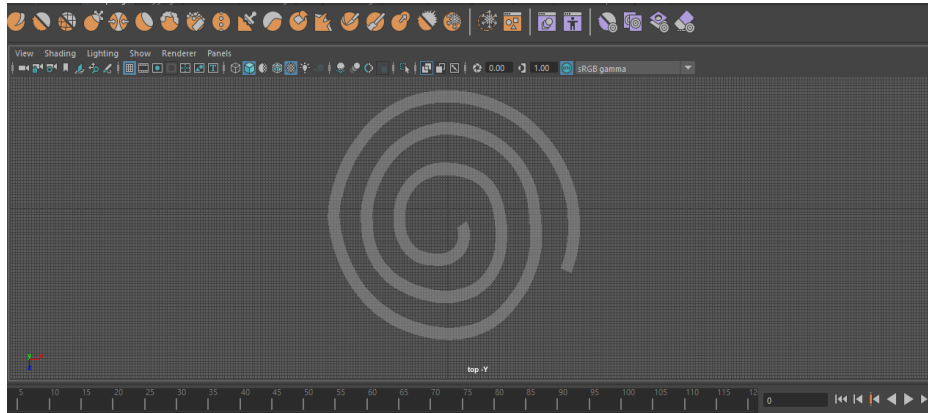 View Shading Lighting Show Renderer Panels
0.00 1.00 sRGB gamma
top -Y
5 10 15 20 25 30 35 40 45 50 55 60 65 70 75 80 85 90 95 100 105 110 115 12
0